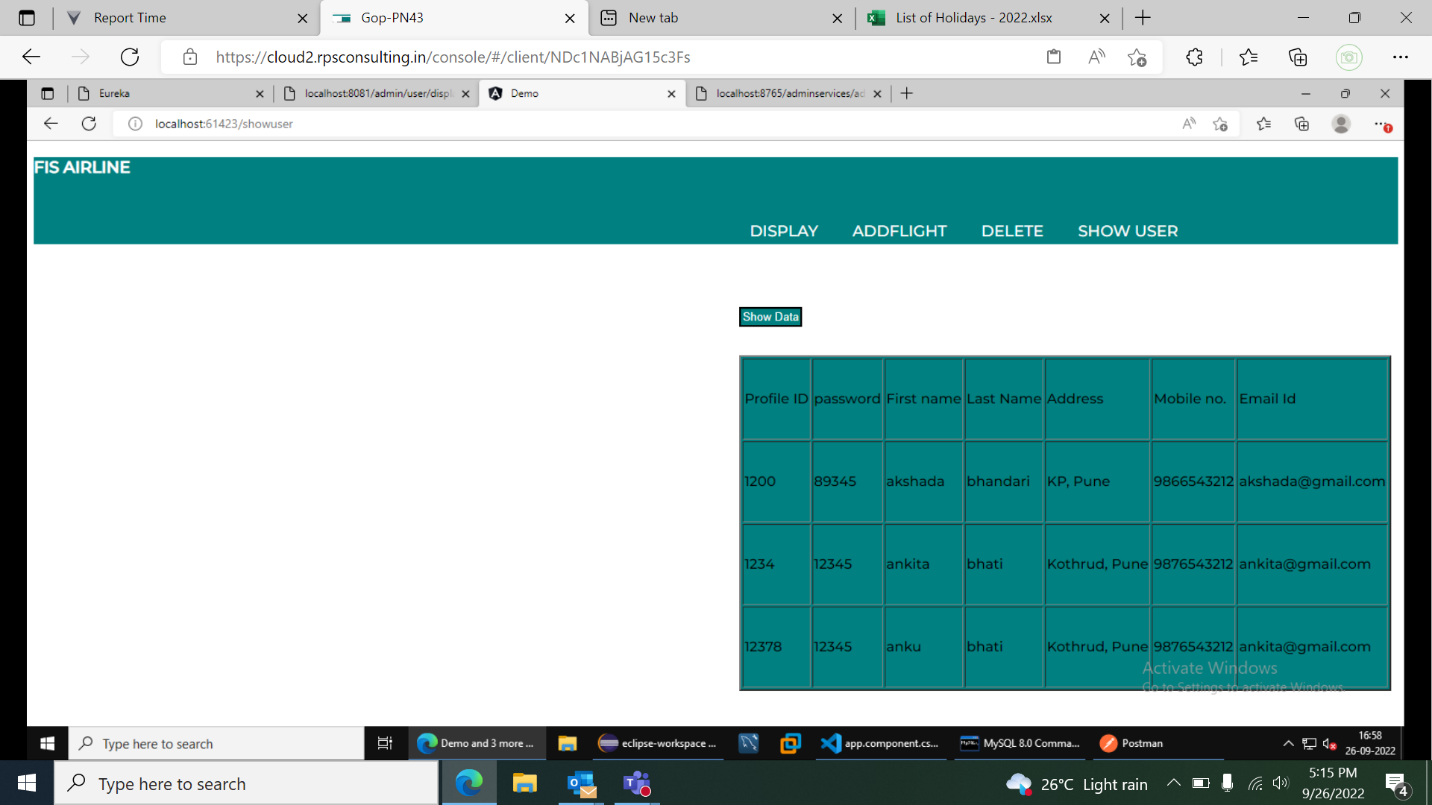 Report Time
Gop-PN43
New tab
List of Holidays - 2022.xlsx
https://cloud2.rpsconsulting.in/console/#/client/NDc1NABjAG15c3Fs
Eureka
localhost:8081/admin/user/displ
Demo
localhost:8765/adminservices/ad
localhost:61423/showuser
FIS AIRLINE
DISPLAY ADDFLIGHT DELETE SHOW USER
Show Data
Profile ID password First name Last Name Address Mobile no. Email Id
1200 89345 akshada bhandari KP, Pune 9866543212 akshada@gmail.com
1234 12345 ankita bhati Kothrud, Pune 9876543212 ankita@gmail.com
12378 12345 anku bhati Kothrud, Pune 9876543212 ankita@gmail.com
Activate Windows
Go to Settings to activate Windows.
Type here to search
Demo and 3 more ...
eclipse-workspace ...
app.component.cs...
MySQL 8.0 Comma...
Postman
16:58
26-09-2022
Type here to search
26°C Light rain
5:15 PM
9/26/2022
4